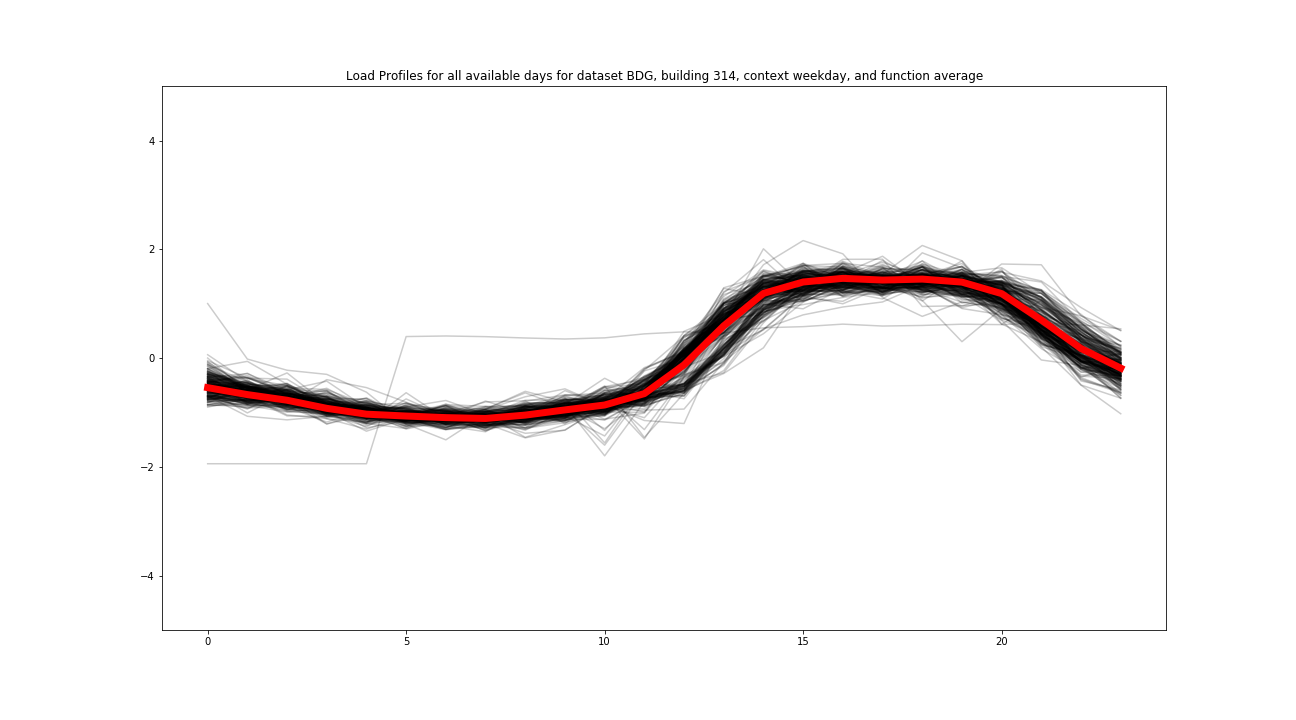 Load Profiles for all available days for dataset BDG, building 314, context weekday, and function average
4
2
0
−2
−4
0 5 10 15 20